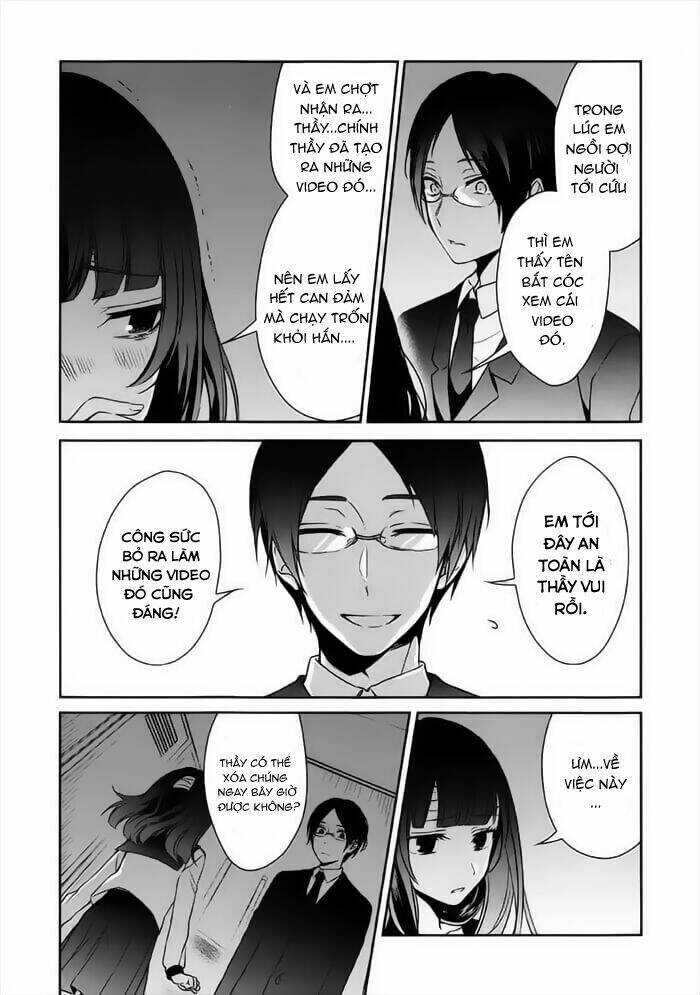 TRONG
LÚC EM
NGỒI ĐỢI
NGƯỜI
TỚI CỨU
THÌ EM
THẤY TÊN
BẮT CÓC
XEM CÁI
VIDEO
ĐÓ.
VÀ EM CHỢT
NHẬN RA...
THẦY...CHÍNH
THẦY ĐÃ TẠO
RA NHỮNG
VIDEO ĐÓ...
NÊN EM LẤY
HẾT CAN ĐẢM
MÀ CHẠY TRỐN
KHỎI HẮN....
EM TỚI
ĐÂY AN
TOÀN LÀ
THẦY VUI
RỒI.
CÔNG SỨC
BỎ RA LÀM
NHỮNG VIDEO
ĐÓ CŨNG
ĐÁNG!
ƯM...VỀ
VIỆC NÀY
...
THẦY CÓ THỂ
XÓA CHÚNG
NGAY BÂY GIỜ
ĐƯỢC KHÔNG?